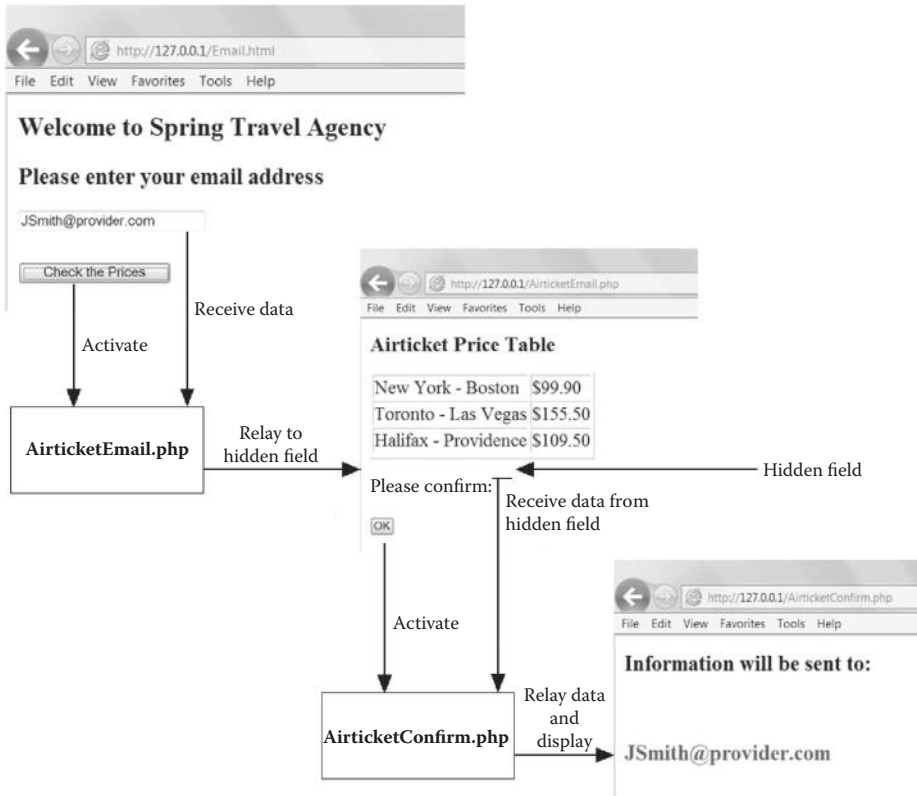 http://127.0.0.1/Email.html
File Edit View Favorites Tools Help
Welcome to Spring Travel Agency
Please enter your email address
JSmith@provider.com
Check the Prices
Receive data
Activate
AirticketEmail.php
Relay to
hidden field
http://127.0.0.1/AirticketEmail.php
File Edit View Favorites Tools Help
Airticket Price Table
New York - Boston $99.90
Toronto - Las Vegas $155.50
Halifax - Providence $109.50
Hidden field
Please confirm:
Receive data from
hidden field
OK
Activate
AirticketConfirm.php
Relay data
and
display
http://127.0.0.1/AirticketConfirm.php
File Edit View Favorites Tools Help
Information will be sent to:
JSmith@provider.com